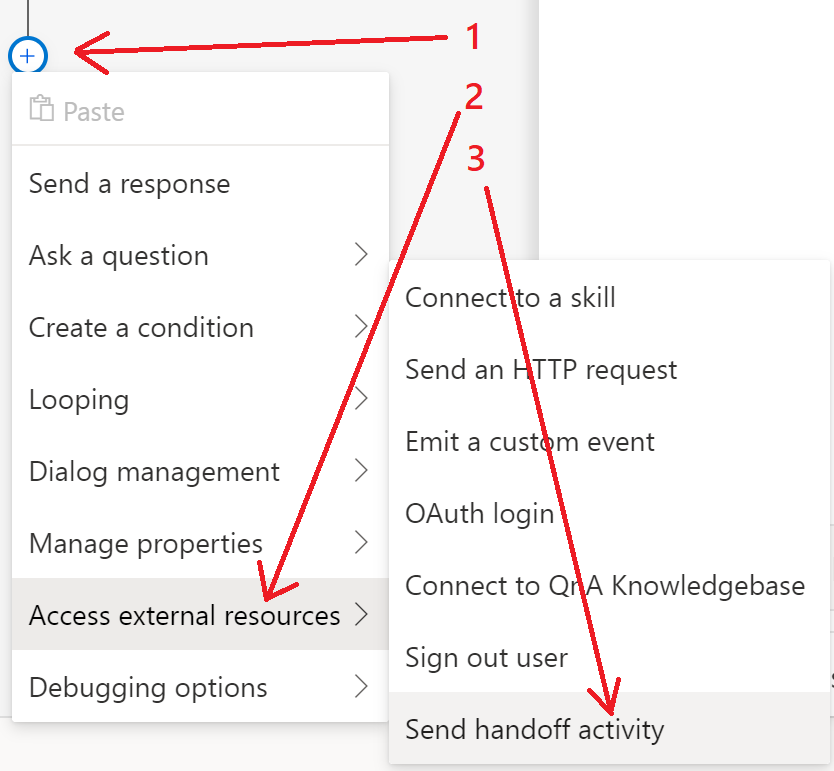 1
2
3
Paste
Send a response
Ask a question
Create a condition
Looping
Dialog management
Manage properties
Access external resources
Debugging options
Connect to a skill
Send an HTTP request
Emit a custom event
OAuth login
Connect to QnA Knowledgebase
Sign out user
Send handoff activity